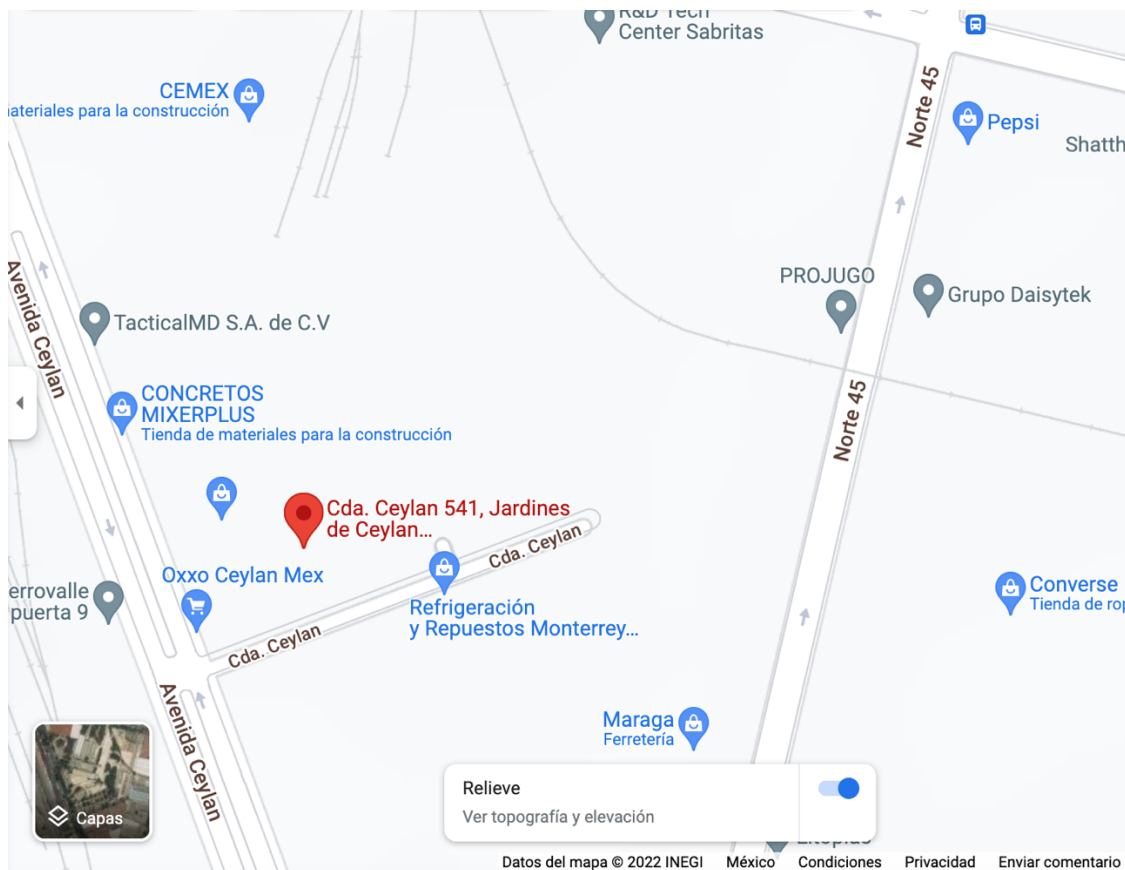 R&D Tech
Center Sabritas
CEMEX
materiales para la construcción
Norte 45
Pepsi
Shatth
Avenida Ceylan
PROJUGO
Grupo Daisytek
TacticalMD S.A. de C.V
CONCRETOS
MIXERPLUS
Tienda de materiales para la construcción
Norte 45
Cda. Ceylan 541, Jardines
de Ceylan...
Cda. Ceylan
Oxxo Ceylan Mex
errovalle
puerta 9
Refrigeración
y Repuestos Monterrey...
Converse
Tienda de rop
Cda. Ceylan
Avenida Ceylan
Maraga
Ferretería
Relieve
Ver topografía y elevación
Capas
Datos del mapa © 2022 INEGI México Condiciones Privacidad Enviar comentario